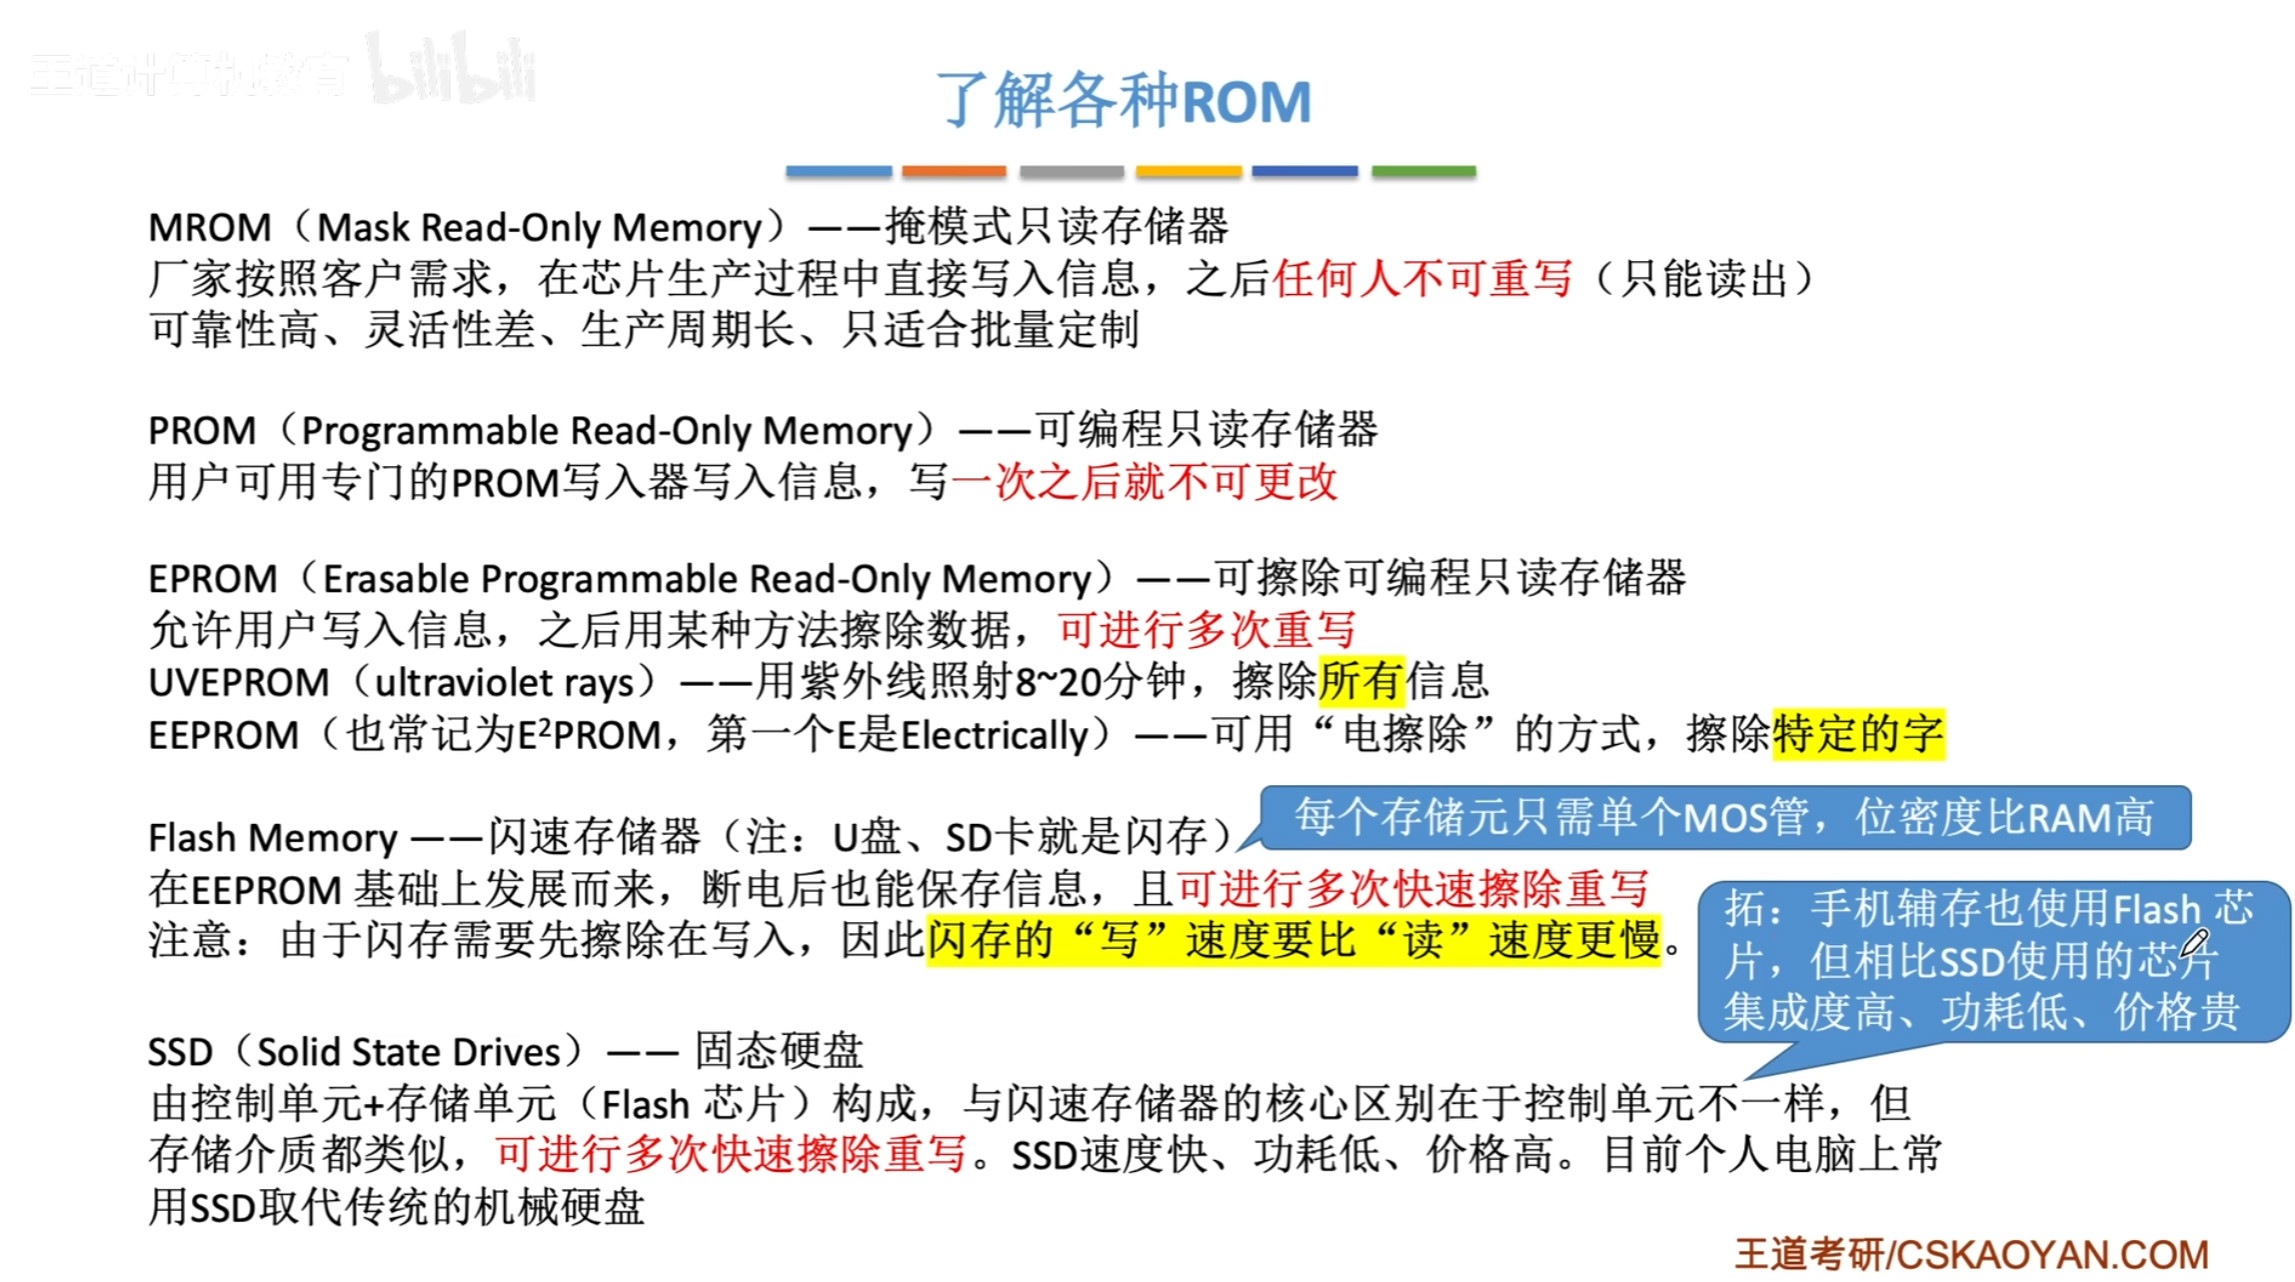 王道计算机教育 bilibili
了解各种ROM
MROM（Mask Read-Only Memory）——掩模式只读存储器
厂家按照客户需求，在芯片生产过程中直接写入信息，之后任何人不可重写（只能读出）
可靠性高、灵活性差、生产周期长、只适合批量定制
PROM（Programmable Read-Only Memory）——可编程只读存储器
用户可用专门的PROM写入器写入信息，写一次之后就不可更改
EPROM（Erasable Programmable Read-Only Memory）——可擦除可编程只读存储器
允许用户写入信息，之后用某种方法擦除数据，可进行多次重写
UVEPROM（ultraviolet rays）——用紫外线照射8~20分钟，擦除所有信息
EEPROM（也常记为E²PROM，第一个E是Electrically）——可用“电擦除”的方式，擦除特定的字
每个存储元只需单个MOS管，位密度比RAM高
Flash Memory ——闪速存储器（注：U盘、SD卡就是闪存）
在EEPROM 基础上发展而来，断电后也能保存信息，且可进行多次快速擦除重写
注意：由于闪存需要先擦除在写入，因此闪存的“写”速度要比“读”速度更慢。
拓：手机辅存也使用Flash 芯
片，但相比SSD使用的芯片
集成度高、功耗低、价格贵
SSD（Solid State Drives）—— 固态硬盘
由控制单元+存储单元（Flash 芯片）构成，与闪速存储器的核心区别在于控制单元不一样，但
存储介质都类似，可进行多次快速擦除重写。SSD速度快、功耗低、价格高。目前个人电脑上常
用SSD取代传统的机械硬盘
王道考研/CSKAOYAN.COM